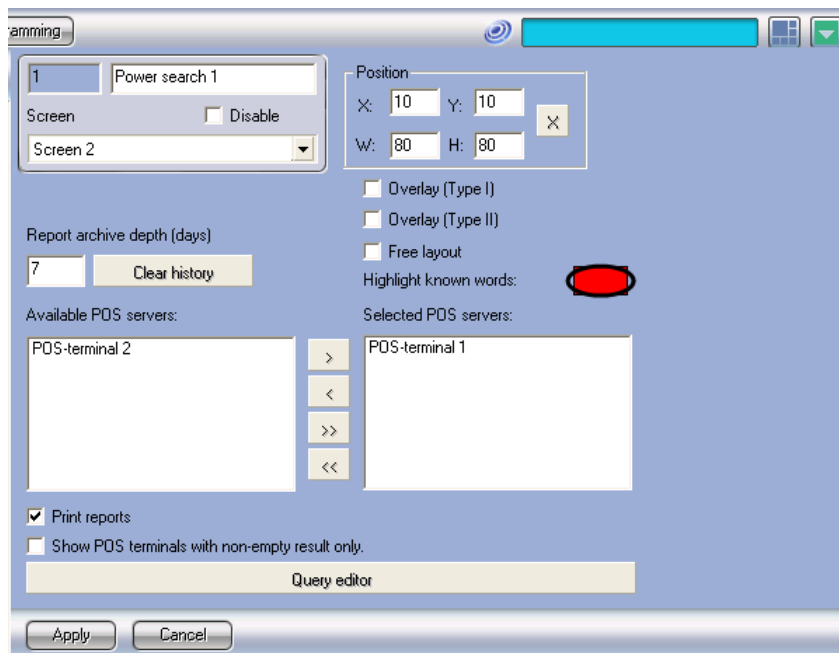 amming
1 Power search 1
Screen Disable
Screen 2
Position
X: 10 Y: 10
X
W: 80 H: 80
Overlay (Type I)
Overlay (Type II)
Free layout
Report archive depth (days)
7 Clear history
Highlight known words:
Available POS servers:
Selected POS servers:
POS-terminal 2
POS-terminal 1
>
<
>>
<<
Print reports
Show POS terminals with non-empty result only.
Query editor
Apply Cancel